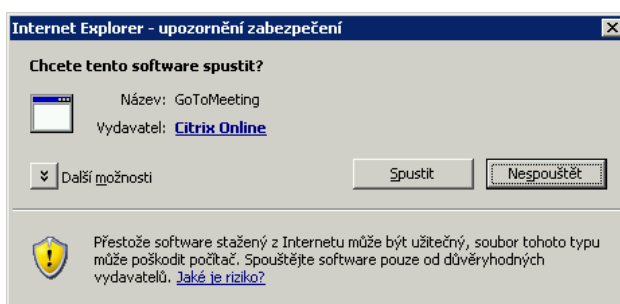 Internet Explorer - upozornění zabezpečení
Chcete tento software spustit?
Název: GoToMeeting
Vydavatel: Citrix Online
Další možnosti
Spustit
Nespouštět
Přestože software stažený z Internetu může být užitečný, soubor tohoto typu
může poškodit počítač. Spouštějte software pouze od důvěryhodných
vydavatelů. Jaké je riziko?